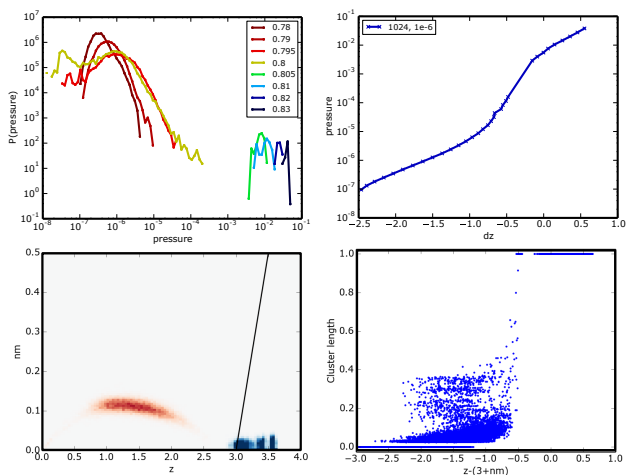 10^7
10^6
10^5
10^4
10^3
10^2
10^1
10^0
10^-1
P(pressure)
0.78
0.79
0.795
0.8
0.805
0.81
0.82
0.83
10^-8 10^-7 10^-6 10^-5 10^-4 10^-3 10^-2 10^-1
pressure
10^-1
10^-2
10^-3
10^-4
10^-5
10^-6
10^-7
10^-8
pressure
1024, 1e-6
−2.5 −2.0 −1.5 −1.0 −0.5 0.0 0.5 1.0
dz
0.5
0.4
0.3
0.2
0.1
0.0
nm
0.0 0.5 1.0 1.5 2.0 2.5 3.0 3.5 4.0
z
1.0
0.8
0.6
0.4
0.2
0.0
Cluster length
−3.0 −2.5 −2.0 −1.5 −1.0 −0.5 0.0 0.5 1.0
z-(3+nm)